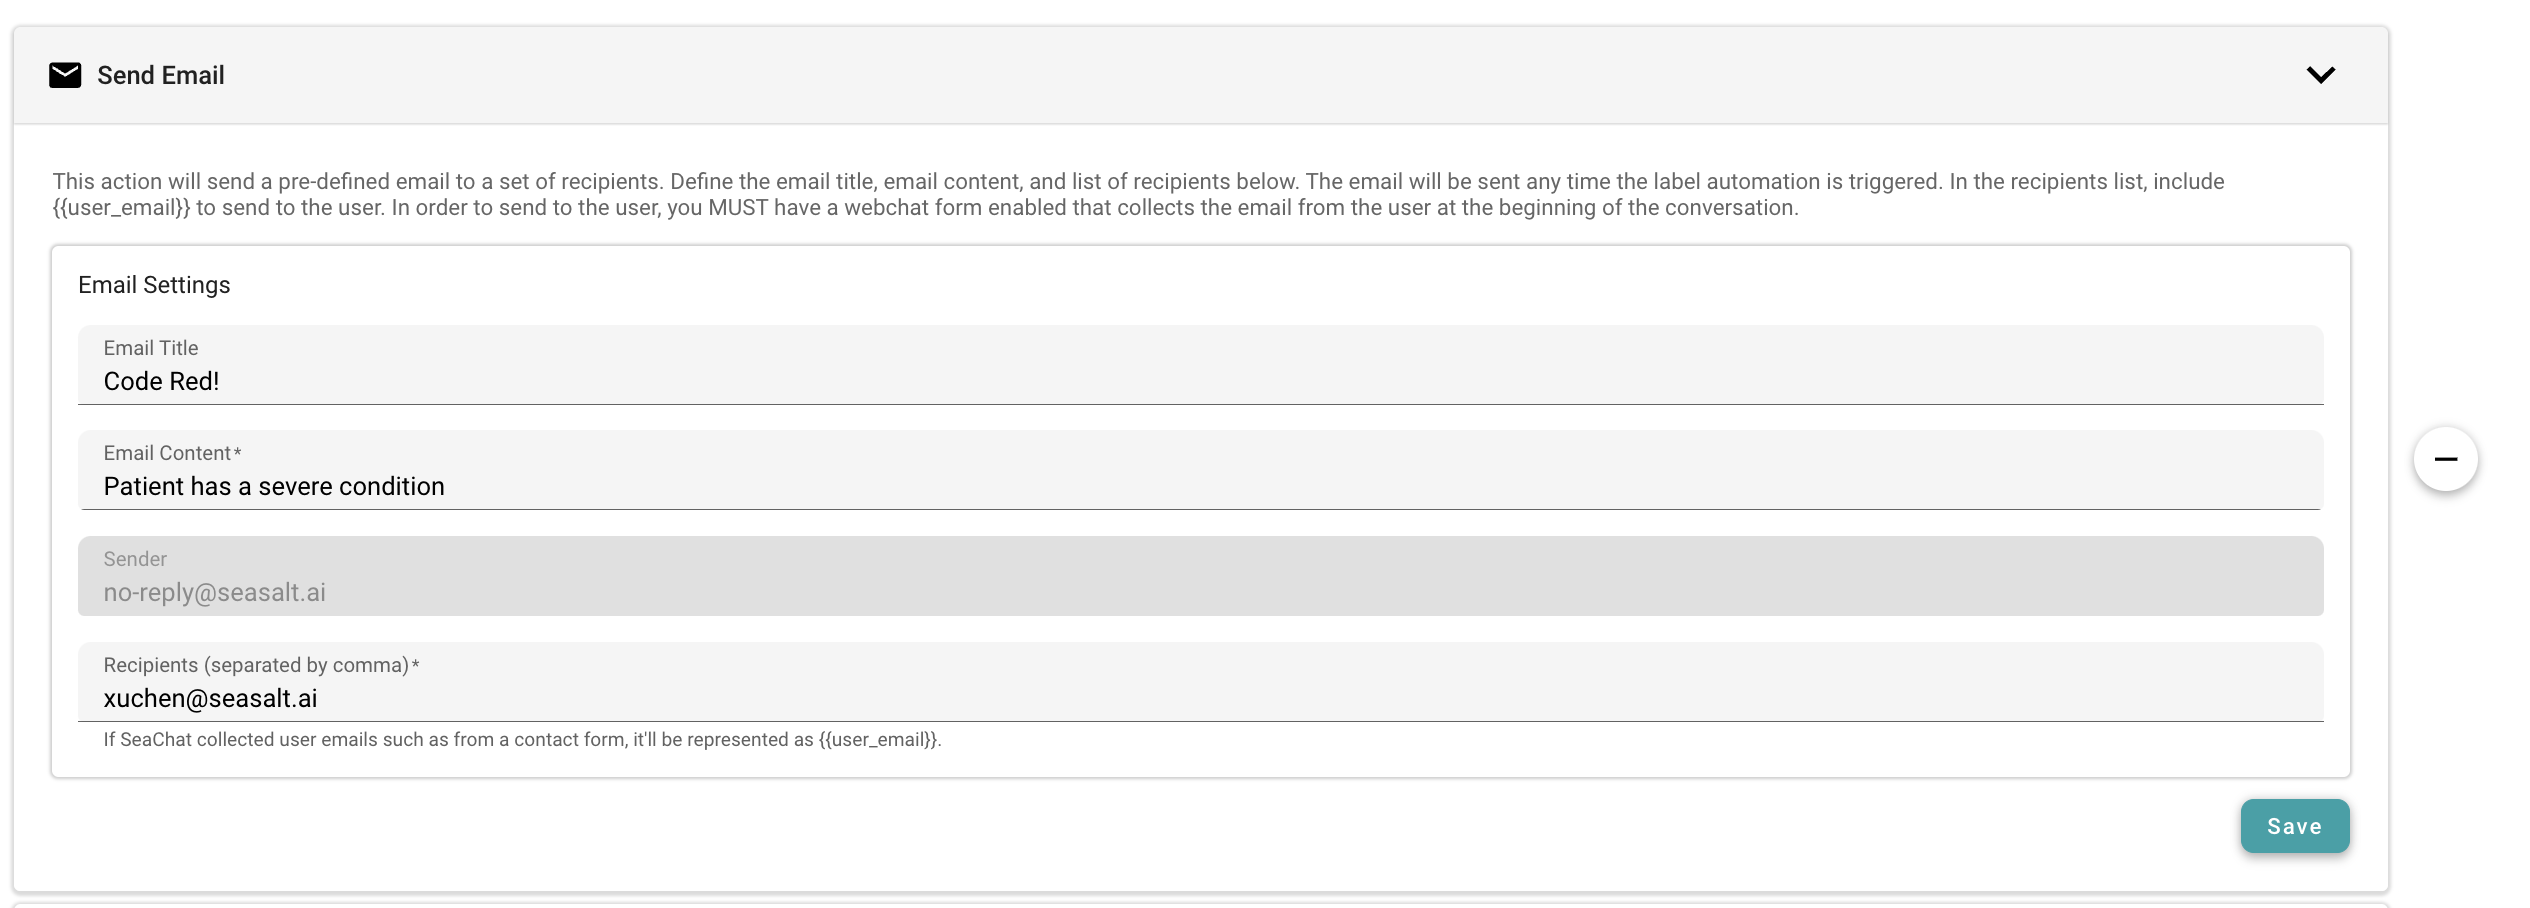 Send Email
This action will send a pre-defined email to a set of recipients. Define the email title, email content, and list of recipients below. The email will be sent any time the label automation is triggered. In the recipients list, include
{{user_email}} to send to the user. In order to send to the user, you MUST have a webchat form enabled that collects the email from the user at the beginning of the conversation.
Email Settings
Email Title
Code Red!
Email Content*
Patient has a severe condition
Sender
no-reply@seasalt.ai
Recipients (separated by comma)*
xuchen@seasalt.ai
If SeaChat collected user emails such as from a contact form, it'll be represented as {{user_email}}.
Save